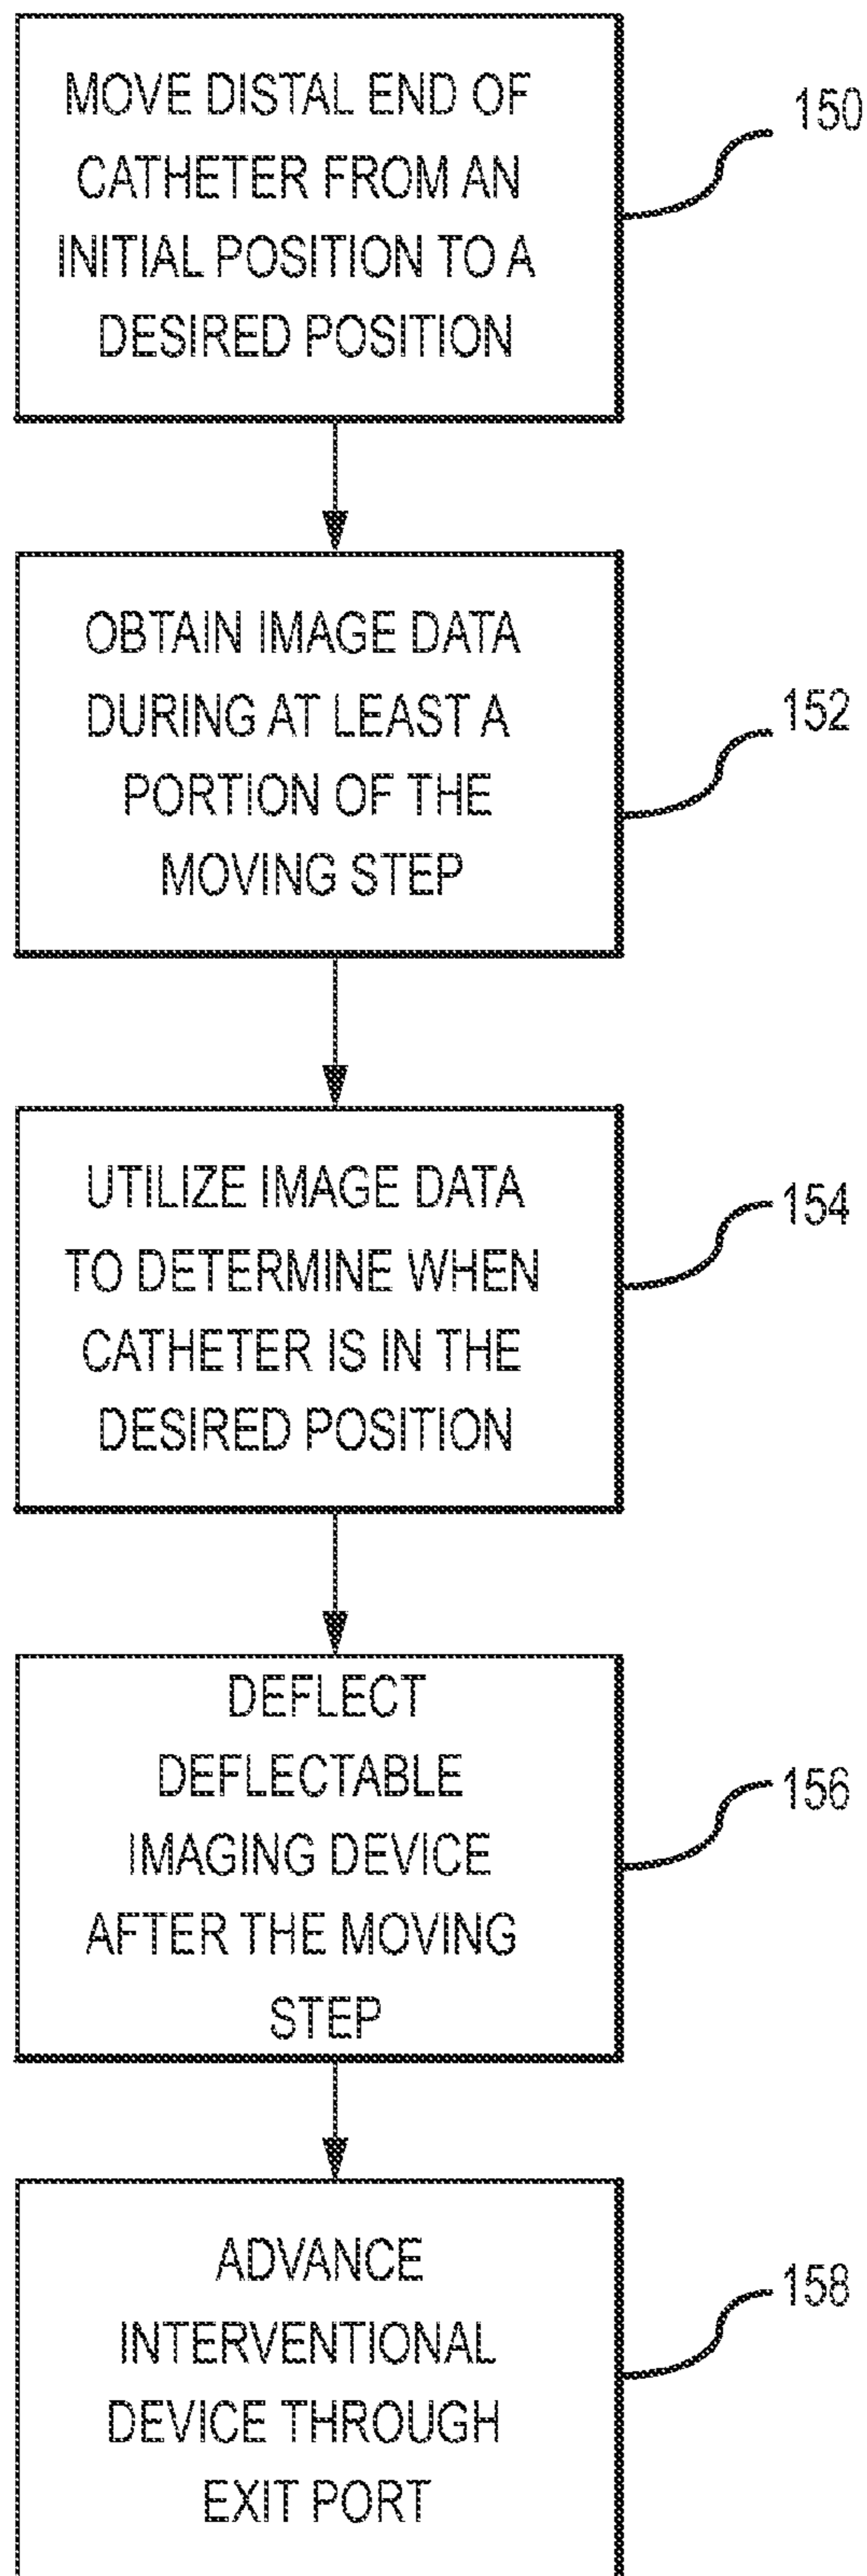 MOVE DISTAL END OF
CATHETER FROM AN
INITIAL POSITION TO A
DESIRED POSITION
150
OBTAIN IMAGE DATA
DURING AT LEAST A
PORTION OF THE
MOVING STEP
152
UTILIZE IMAGE DATA
TO DETERMINE WHEN
CATHETER IS IN THE
DESIRED POSITION
154
DEFLECT
DEFLECTABLE
IMAGING DEVICE
AFTER THE MOVING
STEP
156
ADVANCE
INTERVENTIONAL
DEVICE THROUGH
EXIT PORT
158